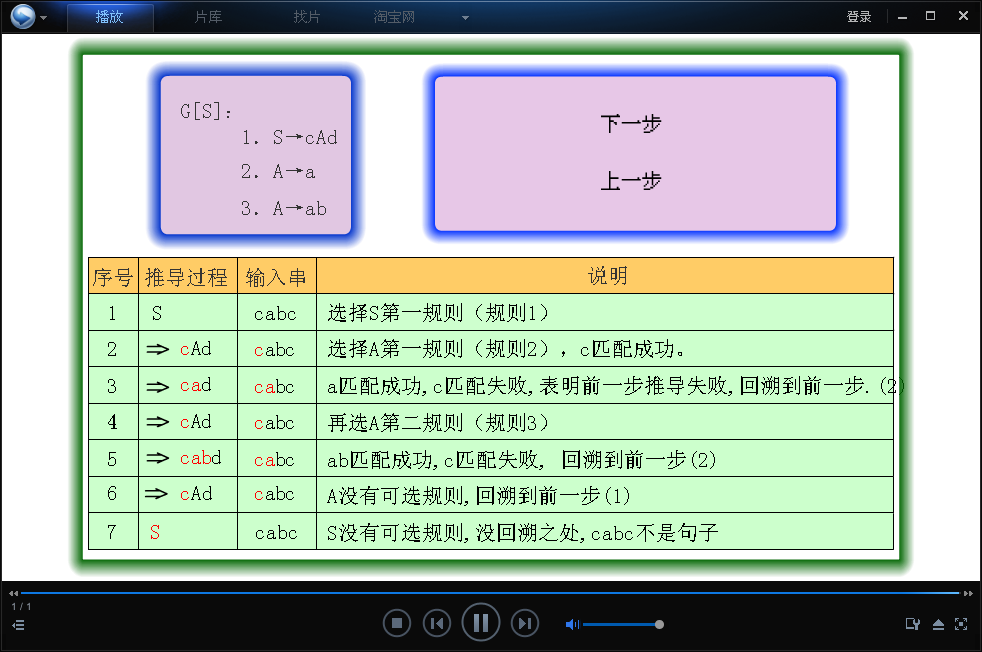 播放 片库 找片 淘宝网 登录
G[S]:
1. S→cAd
2. A→a
3. A→ab
下一步
上一步
序号 推导过程 输入串 说明
1 S cabc 选择S第一规则（规则1）
2 ⇒ cAd cabc 选择A第一规则（规则2），c匹配成功。
3 ⇒ cad cabc a匹配成功,c匹配失败,表明前一步推导失败,回溯到前一步.(2)
4 ⇒ cAd cabc 再选A第二规则（规则3）
5 ⇒ cabd cabc ab匹配成功,c匹配失败, 回溯到前一步(2)
6 ⇒ cAd cabc A没有可选规则,回溯到前一步(1)
7 S cabc S没有可选规则,没回溯之处,cabc不是句子
1 / 1